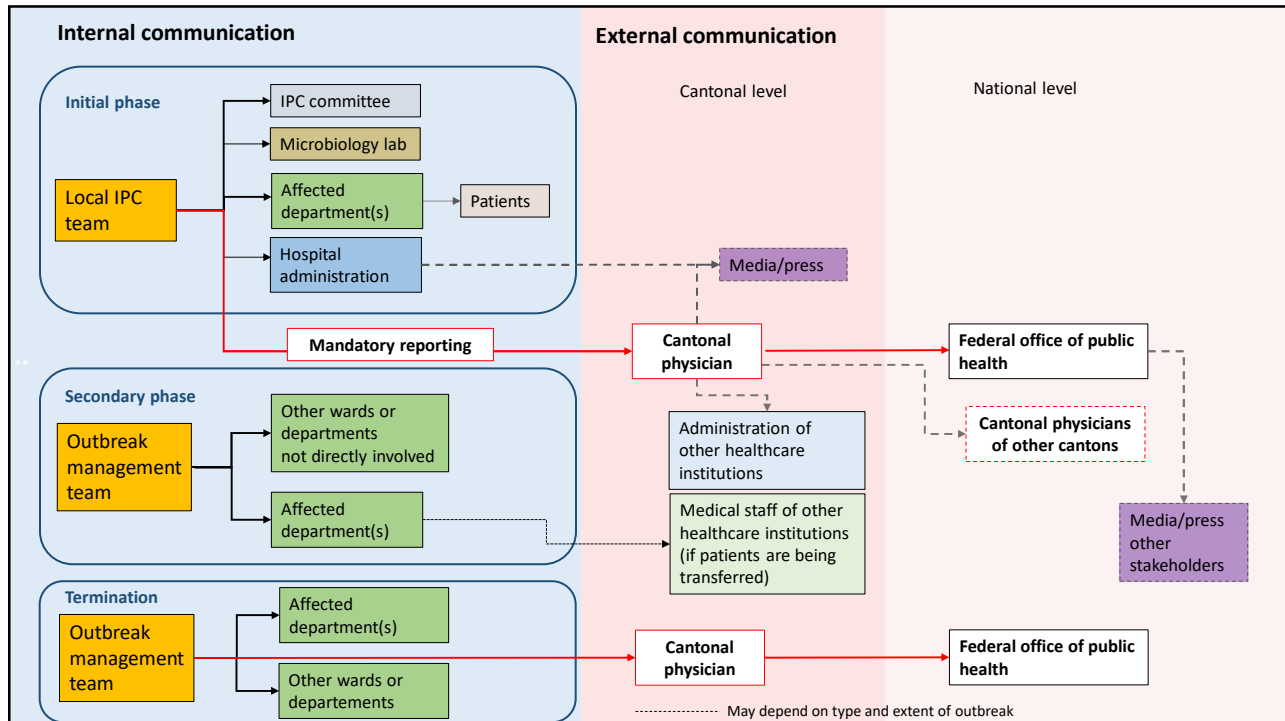 Internal communication
External communication
Cantonal level
National level
Initial phase
IPC committee
Microbiology lab
Local IPC
team
Affected
department(s)
Patients
Hospital
administration
Media/press
Mandatory reporting
Cantonal
physician
Federal office of public
health
Secondary phase
Other wards or
departments
not directly involved
Outbreak
management
team
Affected
department(s)
Administration of
other healthcare
institutions
Cantonal physicians
of other cantons
Medical staff of other
healthcare institutions
(if patients are being
transferred)
Media/press
other
stakeholders
Termination
Affected
department(s)
Outbreak
management
team
Other wards or
departements
Cantonal
physician
Federal office of public
health
May depend on type and extent of outbreak